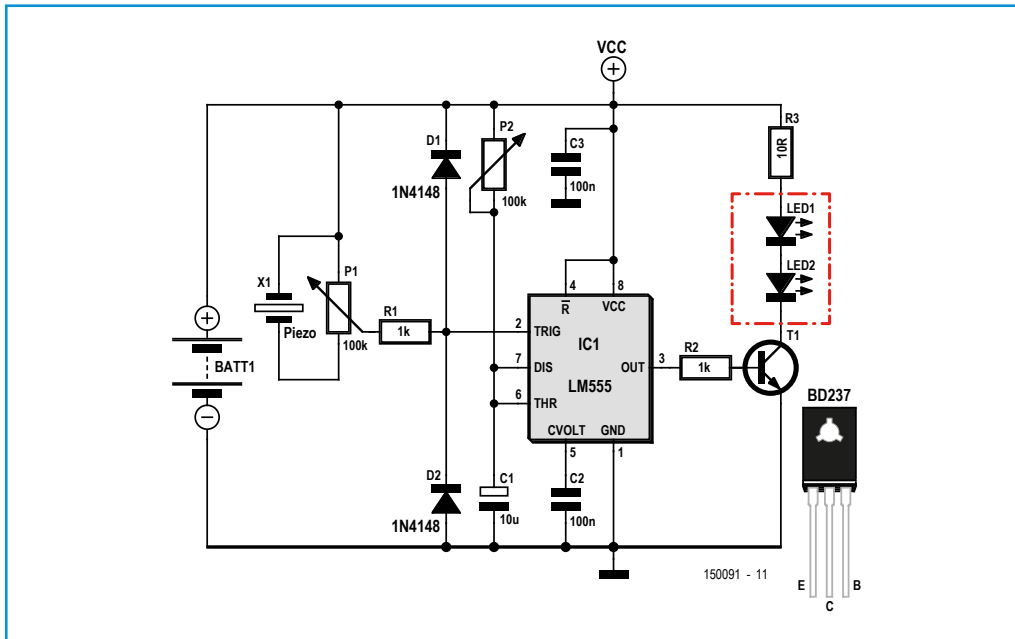 VCC
R3
10R
D1
1N4148
P2
100k
C3
100n
LED1
LED2
X1
Piezo
P1
100k
R1
1k
BATT1
4
8
R
VCC
2
TRIG
IC1
7
DIS
OUT
3
R2
1k
T1
LM555
6
THR
CVOLT
GND
5
1
BD237
D2
1N4148
C1
10u
C2
100n
150091 - 11
E
C
B